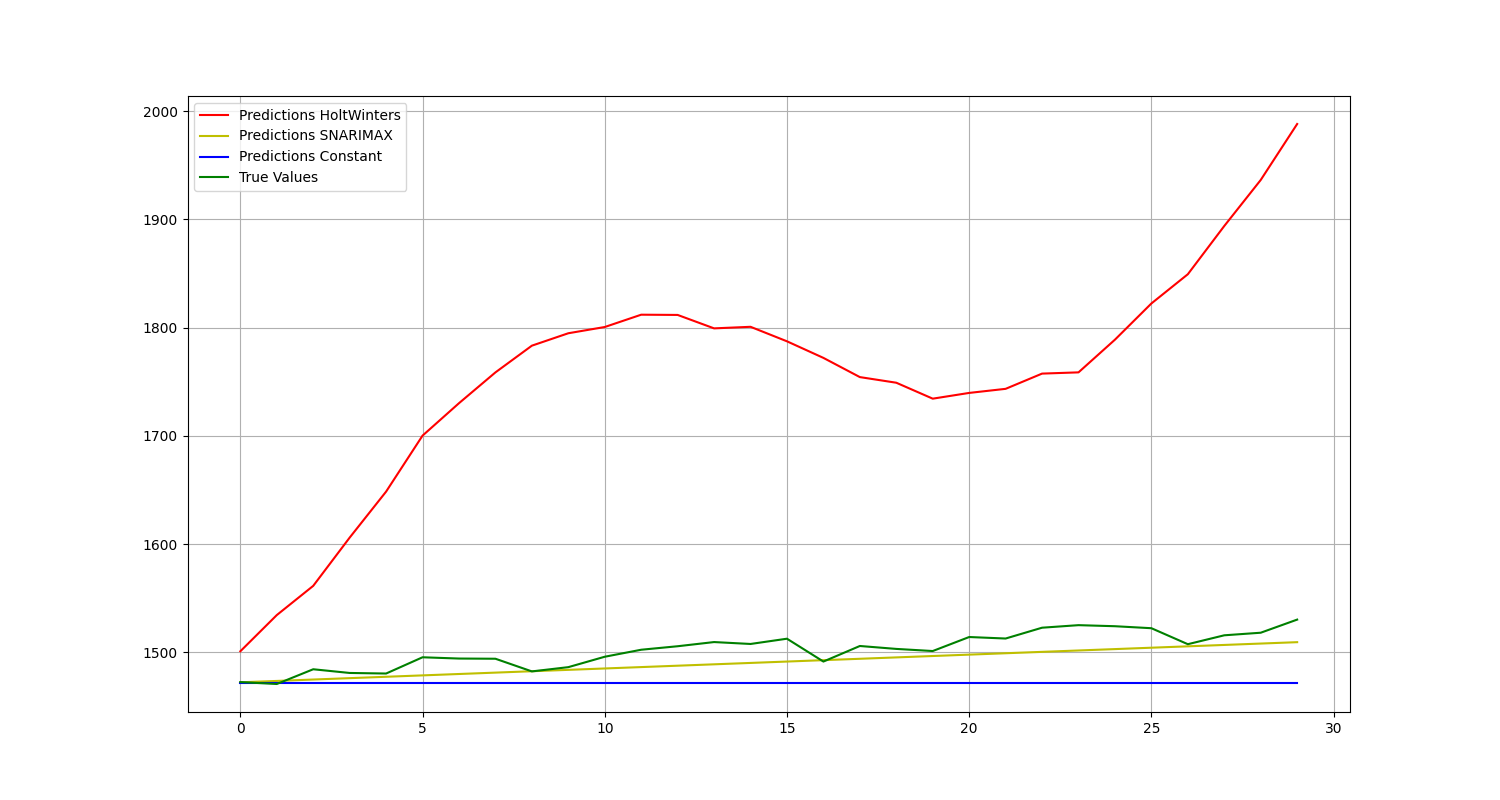 2000
1900
1800
1700
1600
1500
Predictions HoltWinters
Predictions SNARIMAX
Predictions Constant
True Values
0 5 10 15 20 25 30